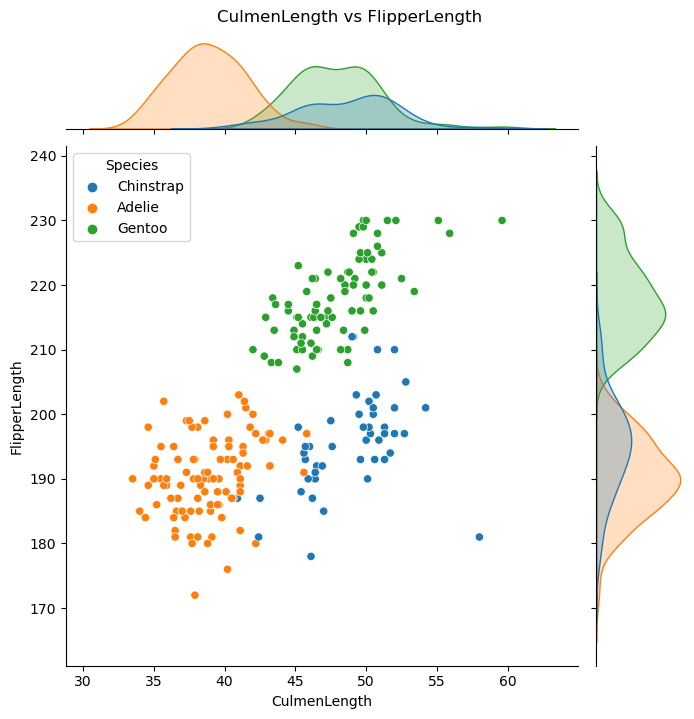 CulmenLength vs FlipperLength
240
230
220
210
200
190
180
170
FlipperLength
Species
Chinstrap
Adelie
Gentoo
30 35 40 45 50 55 60
CulmenLength